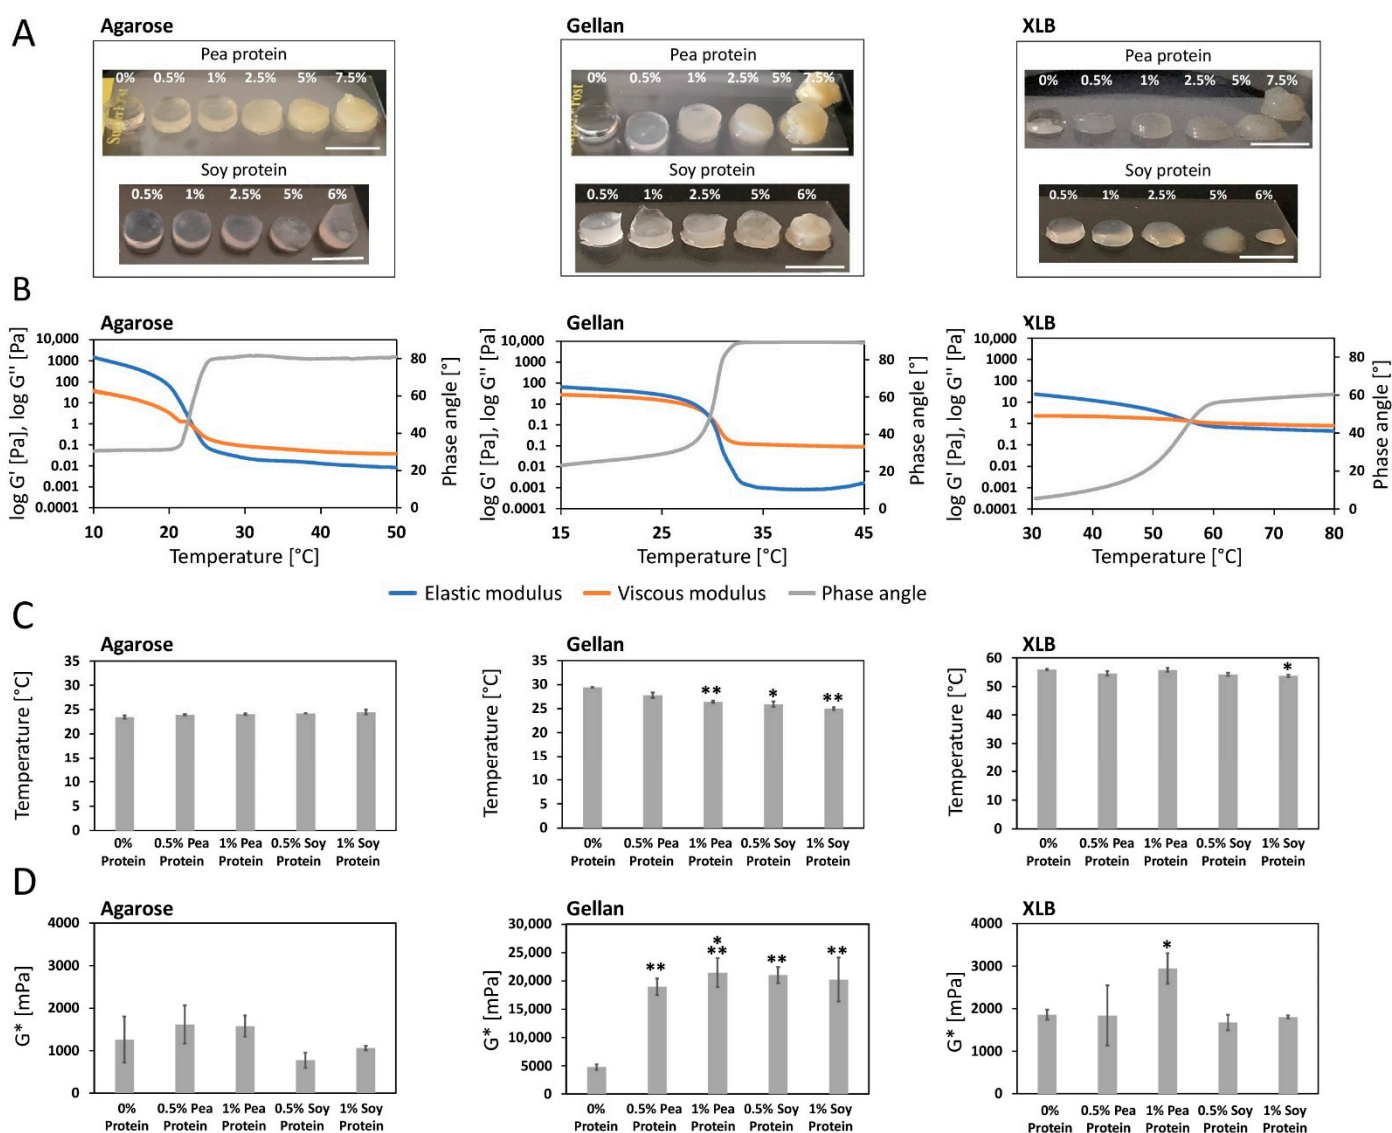 A
Agarose
Gellan
XLB
Pea protein
Pea protein
Pea protein
0% 0.5% 1% 2.5% 5% 7.5%
0% 0.5% 1% 2.5% 5% 7.5%
0% 0.5% 1% 2.5% 5% 7.5%
Soy protein
Soy protein
Soy protein
0.5% 1% 2.5% 5% 6%
0.5% 1% 2.5% 5% 6%
0.5% 1% 2.5% 5% 6%
B
Agarose
log G' [Pa], log G'' [Pa]
10,000
1000
100
10
1
0.1
0.01
0.001
0.0001
80
60
40
20
0
Phase angle [°]
10 20 30 40 50
Temperature [°C]
Gellan
log G' [Pa], log G'' [Pa]
10,000
1000
100
10
1
0.1
0.01
0.001
0.0001
80
60
40
20
0
Phase angle [°]
15 25 35 45
Temperature [°C]
XLB
log G' [Pa], log G'' [Pa]
10,000
1000
100
10
1
0.1
0.01
0.001
0.0001
80
60
40
20
0
Phase angle [°]
30 40 50 60 70 80
Temperature [°C]
Elastic modulus Viscous modulus Phase angle
C
Agarose
Temperature [°C]
35
30
25
20
15
10
5
0
0% 0.5% Pea 1% Pea 0.5% Soy 1% Soy
Protein Protein Protein Protein Protein
Gellan
Temperature [°C]
35
30
25
20
15
10
5
0
** * **
0% 0.5% Pea 1% Pea 0.5% Soy 1% Soy
Protein Protein Protein Protein Protein
XLB
Temperature [°C]
60
50
40
30
20
10
0
*
0% 0.5% Pea 1% Pea 0.5% Soy 1% Soy
Protein Protein Protein Protein Protein
D
Agarose
G* [mPa]
4000
3000
2000
1000
0
0% 0.5% Pea 1% Pea 0.5% Soy 1% Soy
Protein Protein Protein Protein Protein
Gellan
G* [mPa]
30,000
25,000
20,000
15,000
10,000
5000
0
*
** ** ** **
0% 0.5% Pea 1% Pea 0.5% Soy 1% Soy
Protein Protein Protein Protein Protein
XLB
G* [mPa]
4000
3000
2000
1000
0
*
0% 0.5% Pea 1% Pea 0.5% Soy 1% Soy
Protein Protein Protein Protein Protein